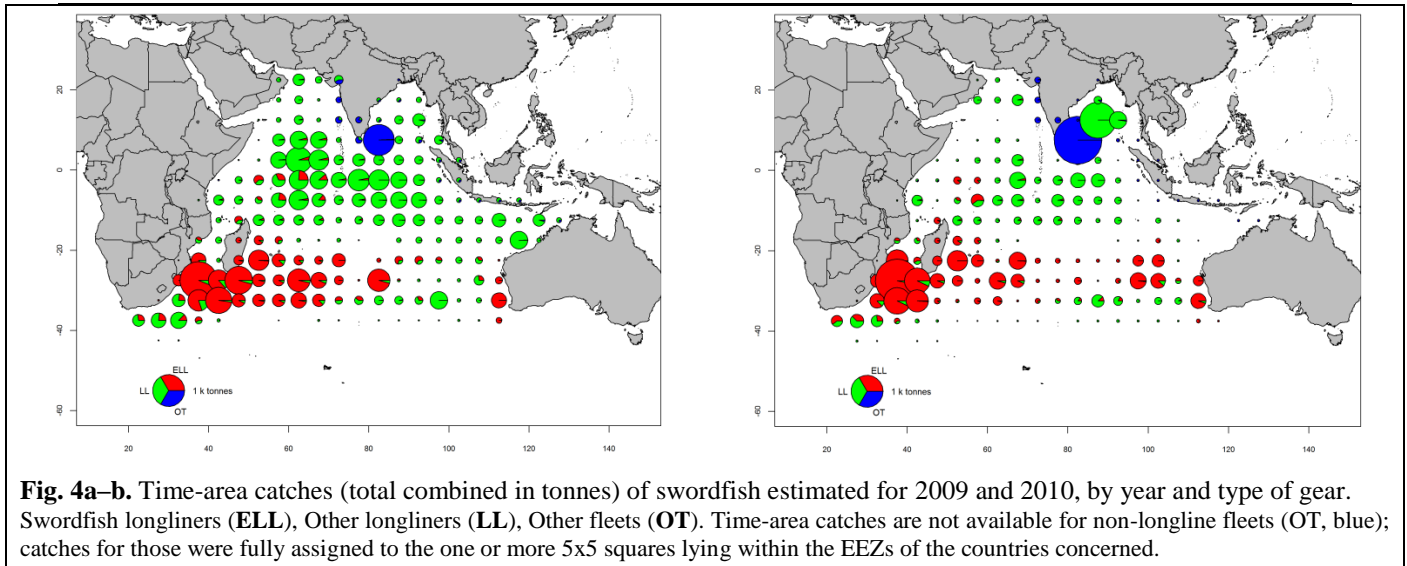 20
0
-20
-40
-60
20
40
60
80
100
120
140
ELL
LL
1 k tonnes
OT
20
0
-20
-40
-60
20
40
60
80
100
120
140
ELL
LL
1 k tonnes
OT
Fig. 4a–b. Time-area catches (total combined in tonnes) of swordfish estimated for 2009 and 2010, by year and type of gear.
Swordfish longliners (ELL), Other longliners (LL), Other fleets (OT). Time-area catches are not available for non-longline fleets (OT, blue);
catches for those were fully assigned to the one or more 5x5 squares lying within the EEZs of the countries concerned.